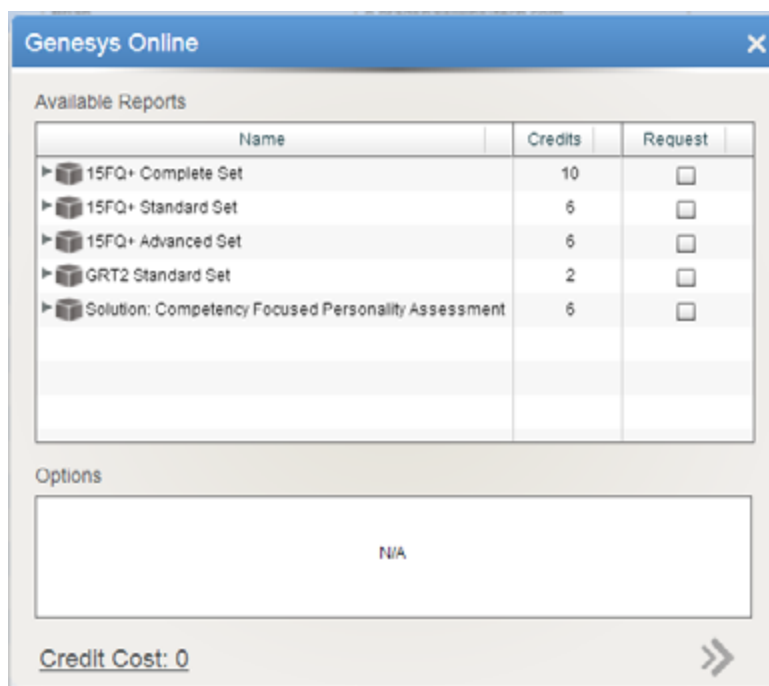 Genesys Online
Available Reports
Name Credits Request
15FQ+ Complete Set 10
15FQ+ Standard Set 6
15FQ+ Advanced Set 6
GRT2 Standard Set 2
Solution: Competency Focused Personality Assessment 6
Options
N/A
Credit Cost: 0